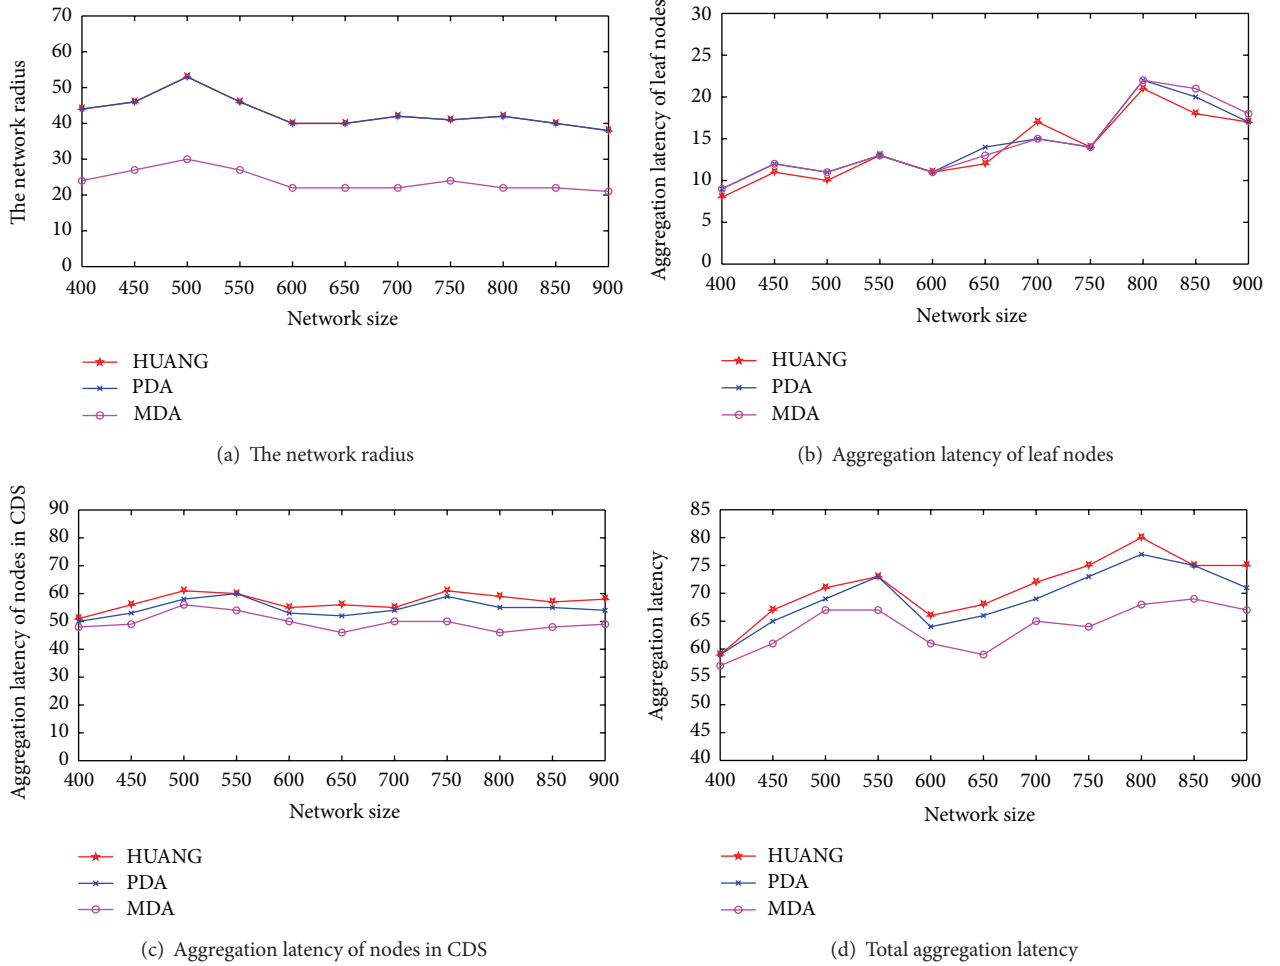 The network radius
70
60
50
40
30
20
10
0
400 450 500 550 600 650 700 750 800 850 900
Network size
HUANG
PDA
MDA
(a) The network radius
Aggregation latency of leaf nodes
30
25
20
15
10
5
0
400 450 500 550 600 650 700 750 800 850 900
Network size
HUANG
PDA
MDA
(b) Aggregation latency of leaf nodes
Aggregation latency of nodes in CDS
90
80
70
60
50
40
30
20
10
0
400 450 500 550 600 650 700 750 800 850 900
Network size
HUANG
PDA
MDA
(c) Aggregation latency of nodes in CDS
Aggregation latency
85
80
75
70
65
60
55
50
45
40
400 450 500 550 600 650 700 750 800 850 900
Network size
HUANG
PDA
MDA
(d) Total aggregation latency